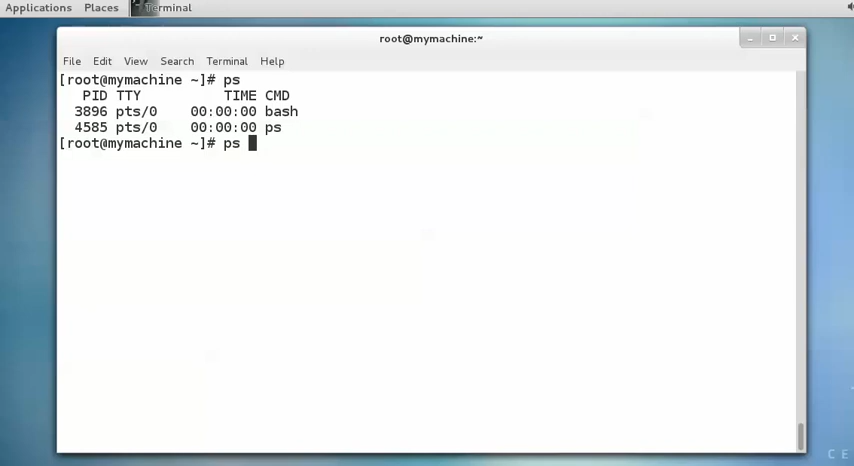 Applications Places Terminal
root@mymachine:~
File Edit View Search Terminal Help
[root@mymachine ~]# ps
PID TTY TIME CMD
3896 pts/0 00:00:00 bash
4585 pts/0 00:00:00 ps
[root@mymachine ~]# ps
C E